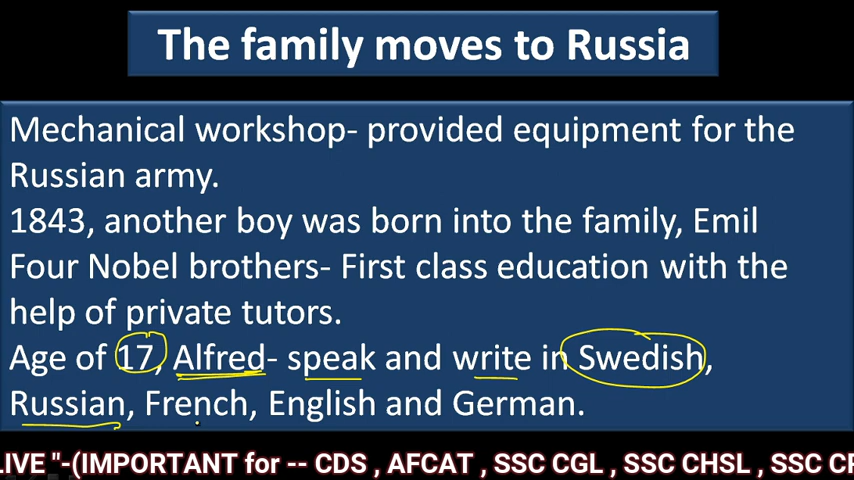 The family moves to Russia
Mechanical workshop- provided equipment for the
Russian army.
1843, another boy was born into the family, Emil
Four Nobel brothers- First class education with the
help of private tutors.
Age of 17, Alfred- speak and write in Swedish,
Russian, French, English and German.
LIVE "-(IMPORTANT for -- CDS , AFCAT , SSC CGL , SSC CHSL , SSC